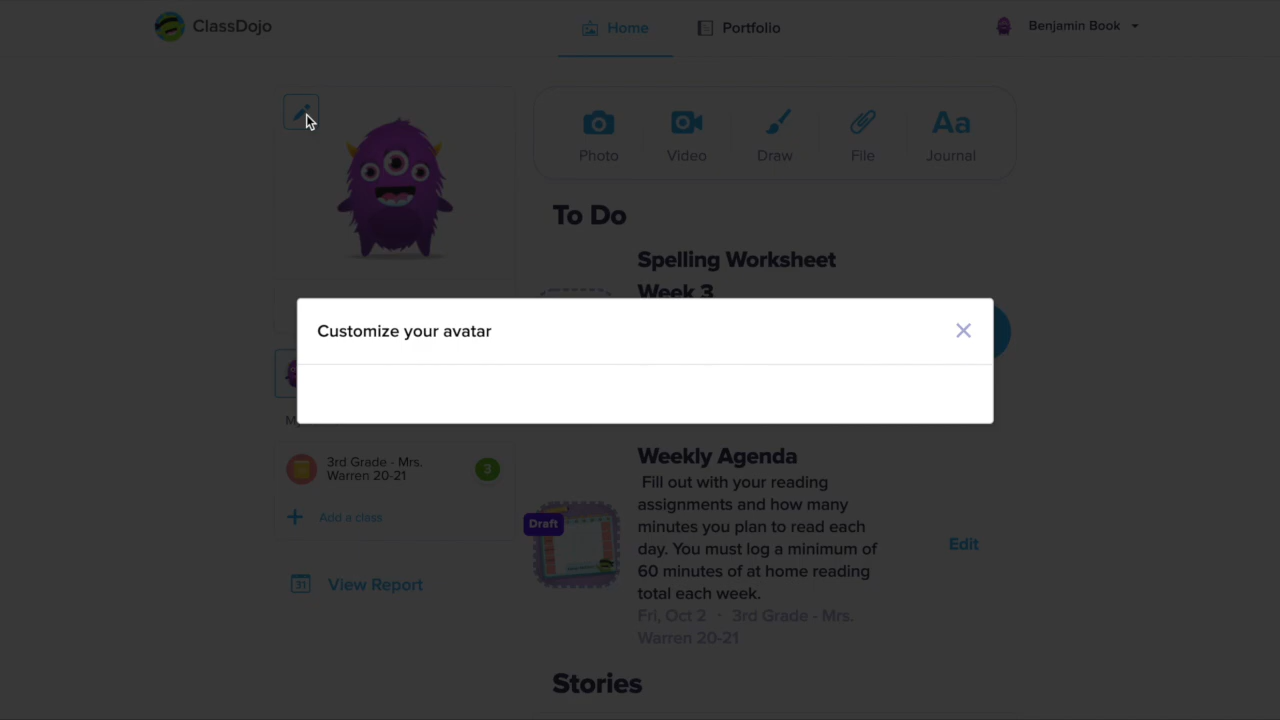 ClassDojo
Home
Portfolio
Benjamin Book
Photo
Video
Draw
File
Aa
Journal
To Do
Spelling Worksheet
Week 3
Customize your avatar
M
3rd Grade - Mrs.
Warren 20-21
3
Add a class
31
View Report
Weekly Agenda
Fill out with your reading
assignments and how many
minutes you plan to read each
day. You must log a minimum of
60 minutes of at home reading
total each week.
Fri, Oct 2 · 3rd Grade - Mrs.
Warren 20-21
Draft
Edit
Stories